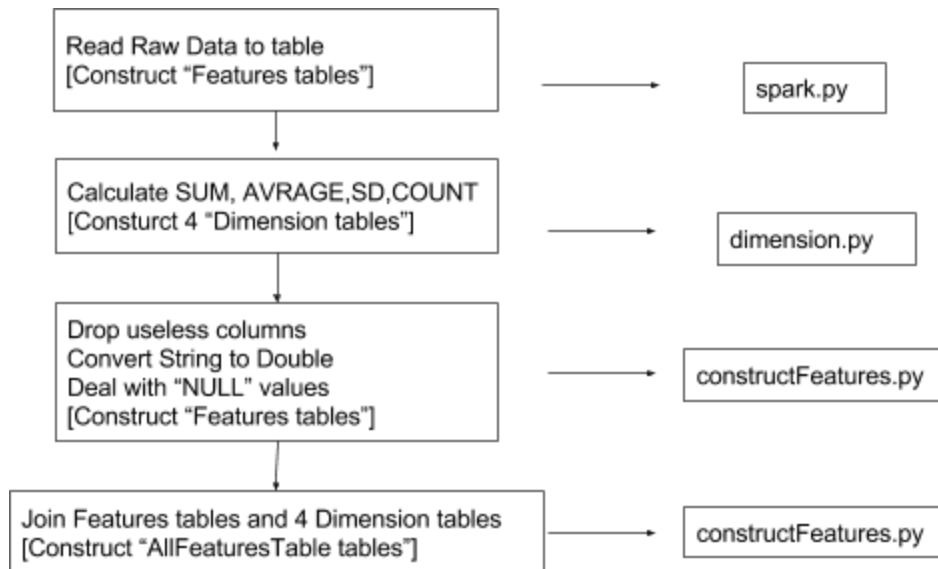 Read Raw Data to table
[Construct “Features tables”]
spark.py
Calculate SUM, AVRAGE,SD,COUNT
[Consturct 4 “Dimension tables”]
dimension.py
Drop useless columns
Convert String to Double
Deal with “NULL” values
[Construct “Features tables”]
constructFeatures.py
Join Features tables and 4 Dimension tables
[Construct “AllFeaturesTable tables”]
constructFeatures.py